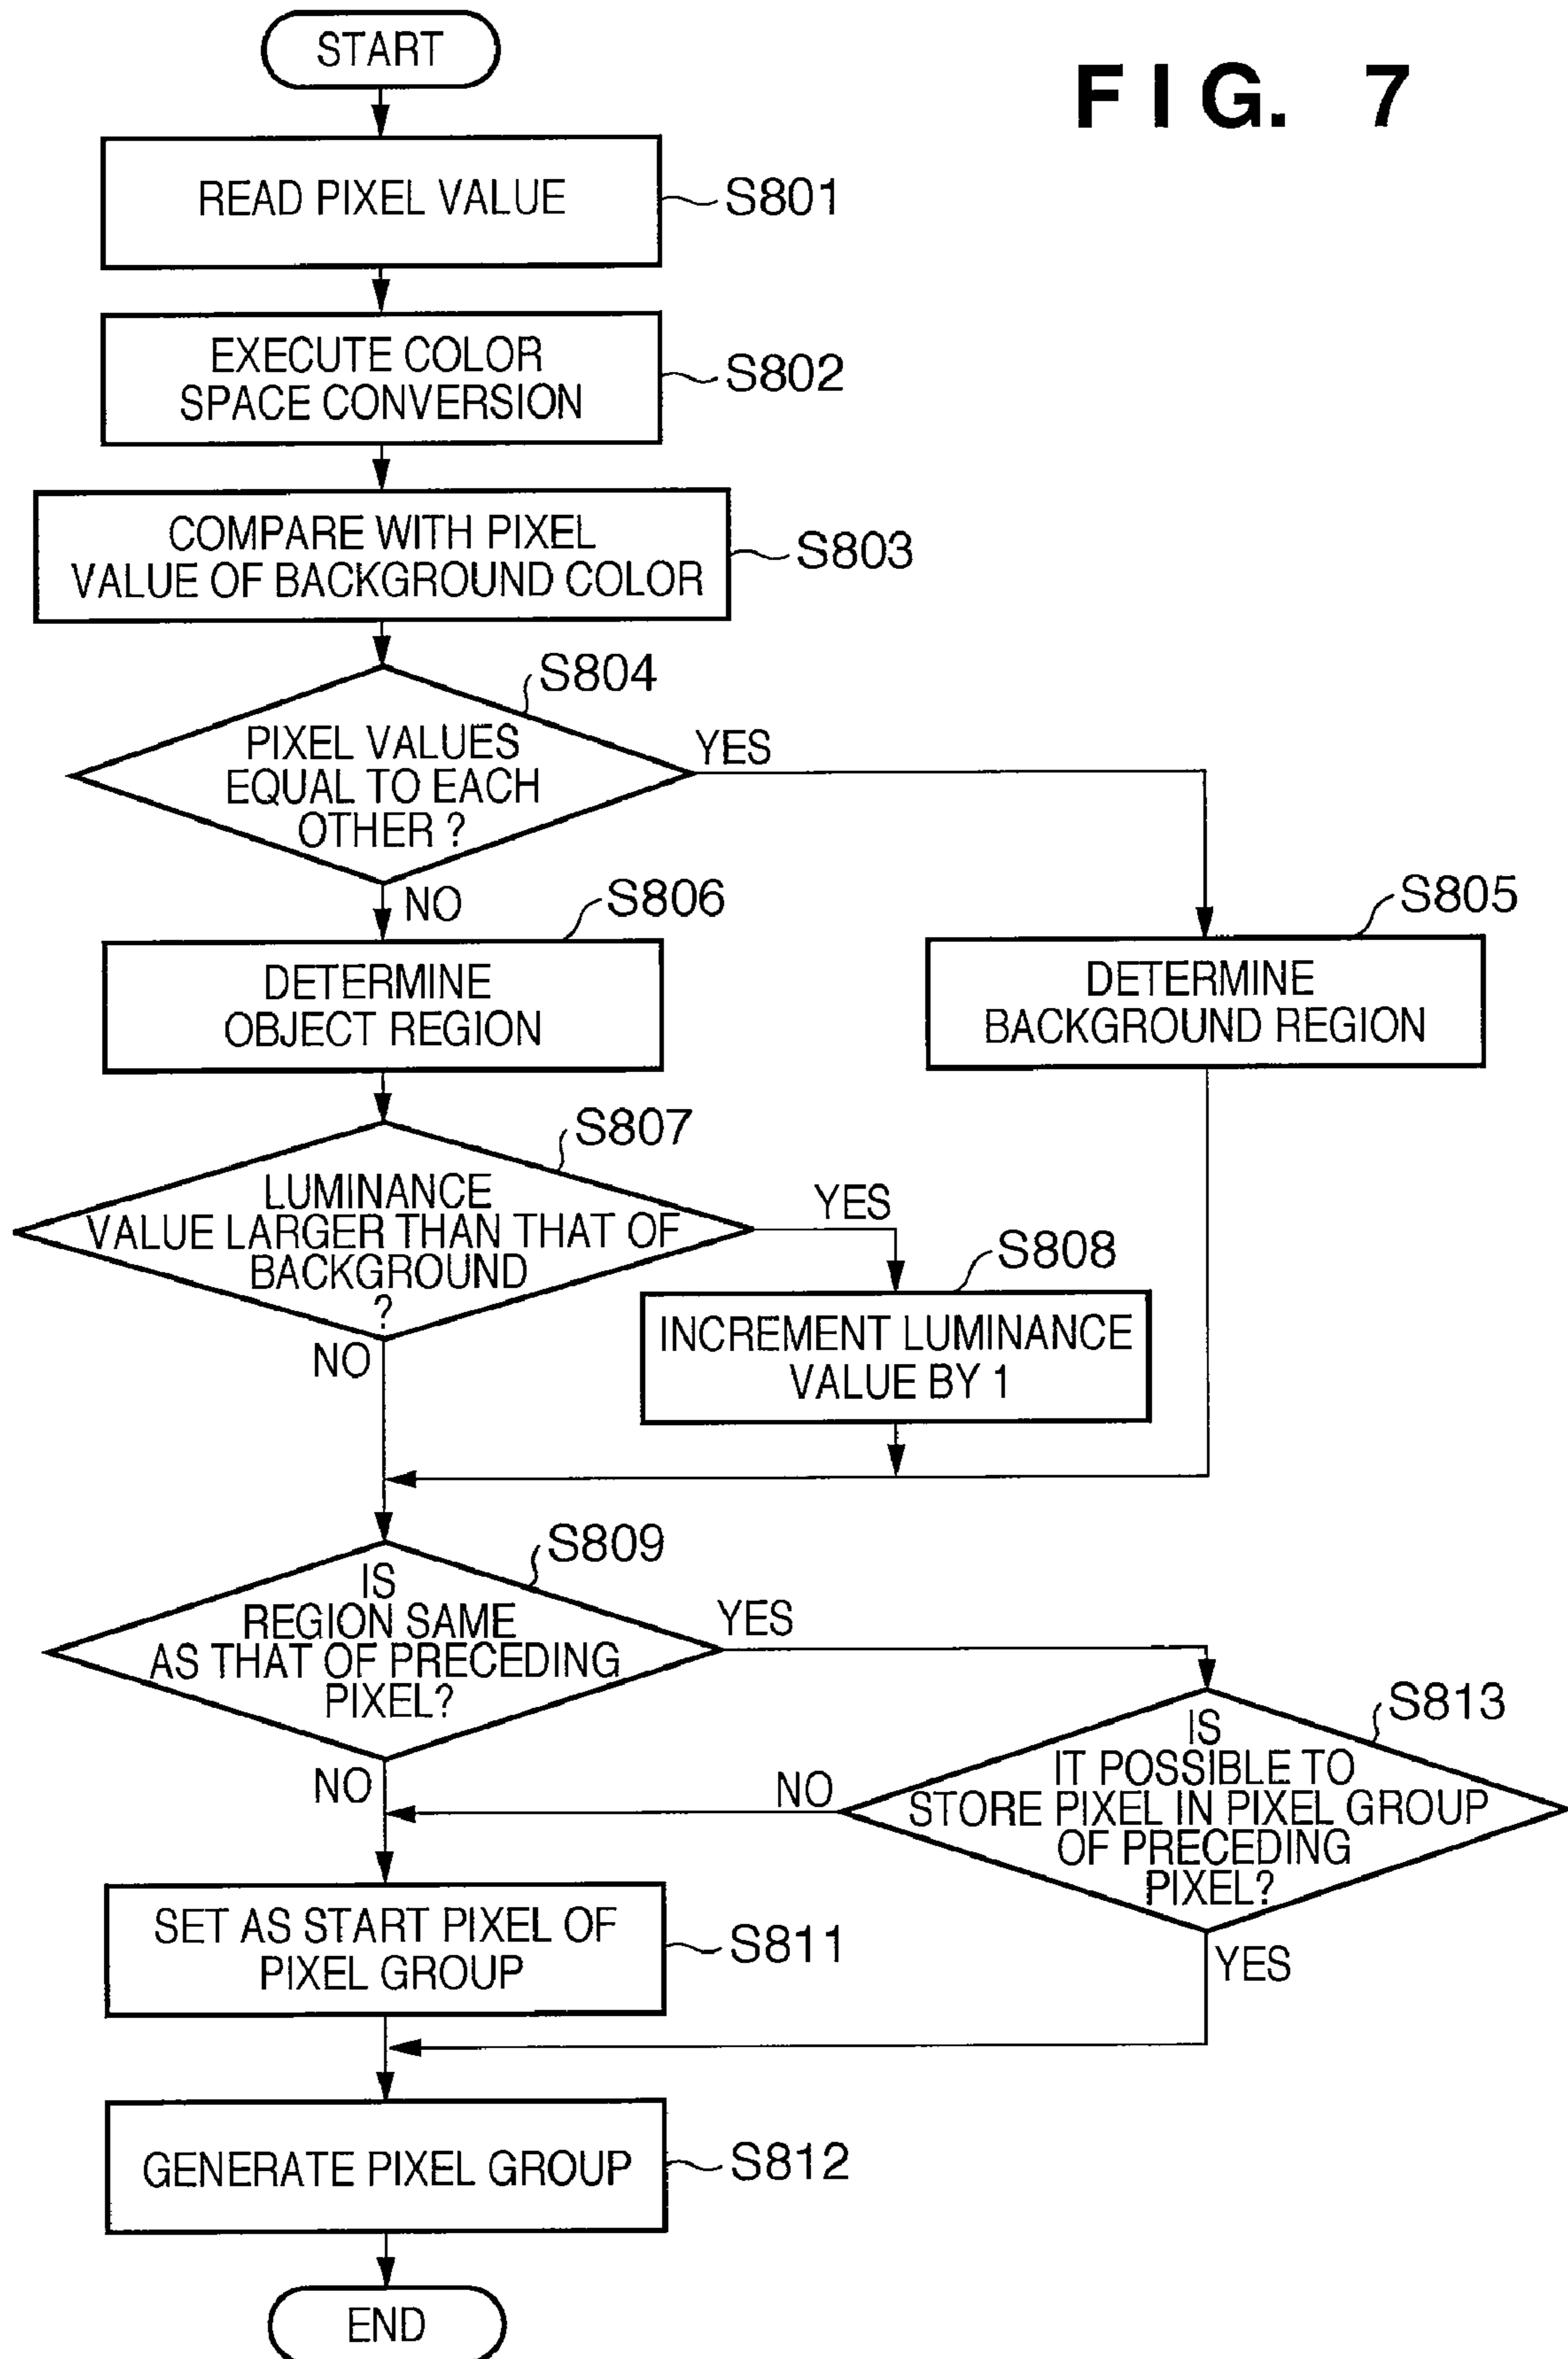 START
FIG. 7
READ PIXEL VALUE
S801
EXECUTE COLOR
SPACE CONVERSION
S802
COMPARE WITH PIXEL
VALUE OF BACKGROUND COLOR
S803
S804
PIXEL VALUES
EQUAL TO EACH
OTHER ?
YES
NO
S806
S805
DETERMINE
OBJECT REGION
DETERMINE
BACKGROUND REGION
S807
LUMINANCE
VALUE LARGER THAN THAT OF
BACKGROUND
?
YES
NO
S808
INCREMENT LUMINANCE
VALUE BY 1
S809
IS
REGION SAME
AS THAT OF PRECEDING
PIXEL?
YES
NO
S813
IS
IT POSSIBLE TO
STORE PIXEL IN PIXEL GROUP
OF PRECEDING
PIXEL?
NO
YES
SET AS START PIXEL OF
PIXEL GROUP
S811
GENERATE PIXEL GROUP
S812
END